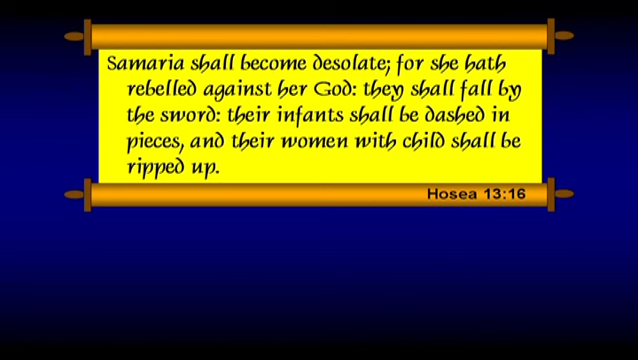 Samaria shall become desolate; for she hath
rebelled against her God: they shall fall by
the sword: their infants shall be dashed in
pieces, and their women with child shall be
ripped up.
Hosea 13:16